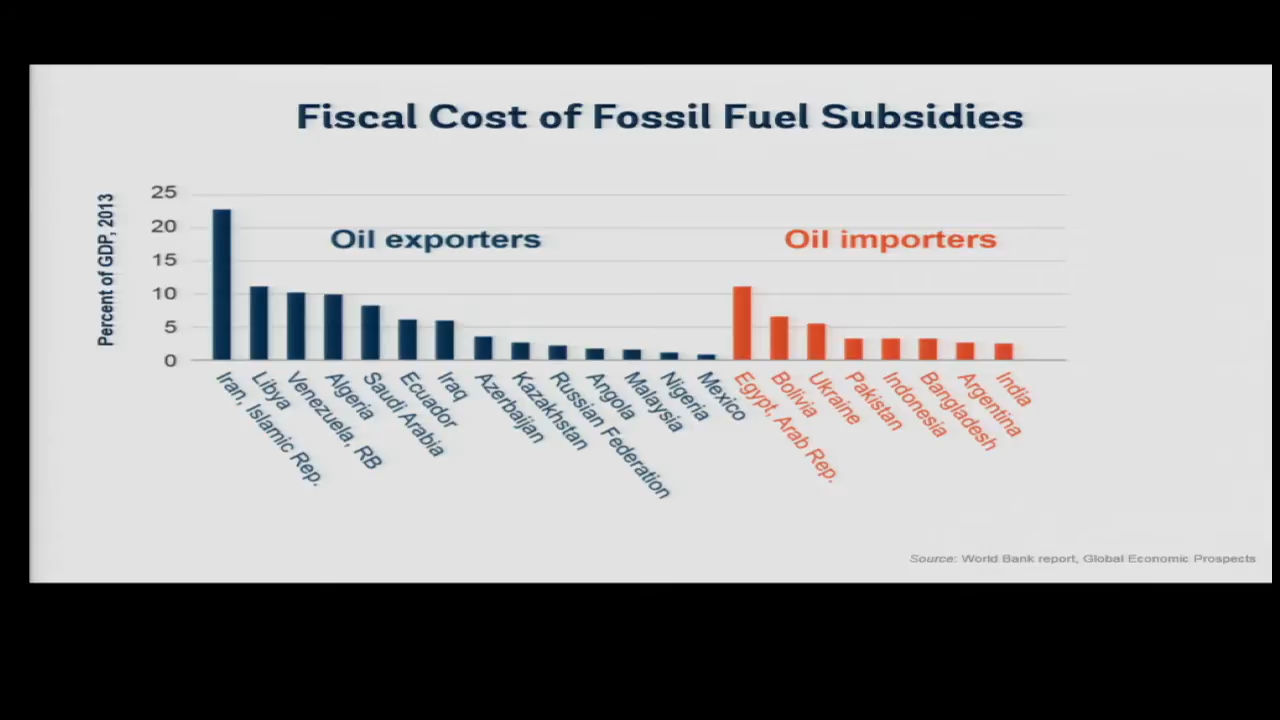 Fiscal Cost of Fossil Fuel Subsidies
Percent of GDP, 2013
25
20
15
10
5
0
Oil exporters
Oil importers
Iran, Islamic Rep.
Libya
Venezuela, RB
Algeria
Saudi Arabia
Ecuador
Iraq
Azerbaijan
Kazakhstan
Russian Federation
Angola
Malaysia
Nigeria
Mexico
Egypt, Arab Rep.
Bolivia
Ukraine
Pakistan
Indonesia
Bangladesh
Argentina
India
Source: World Bank report, Global Economic Prospects